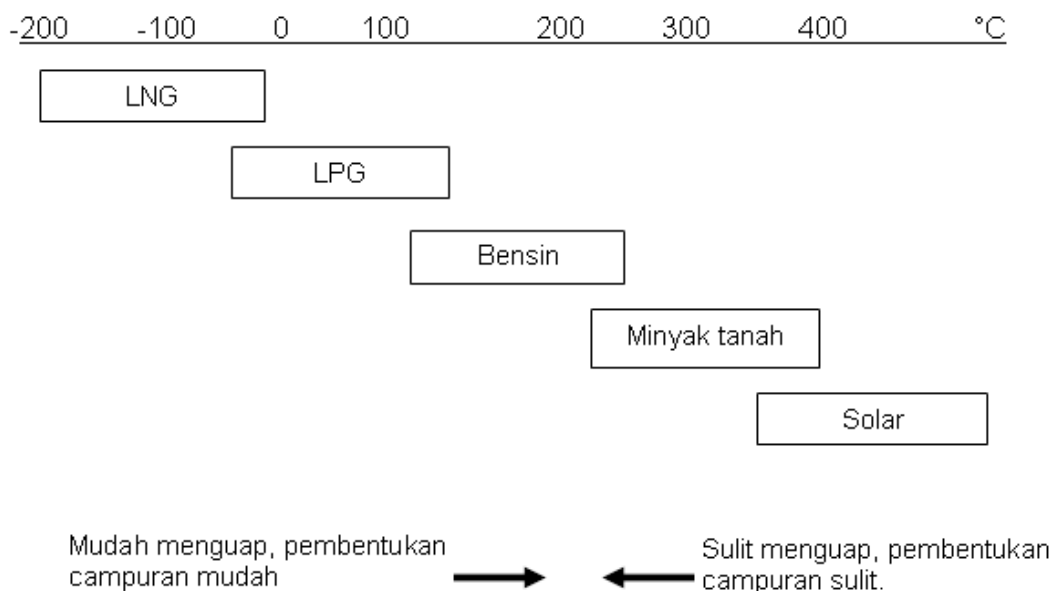 -200 -100 0 100 200 300 400 °C
LNG
LPG
Bensin
Minyak tanah
Solar
Mudah menguap, pembentukan
campuran mudah
Sulit menguap, pembentukan
campuran sulit.